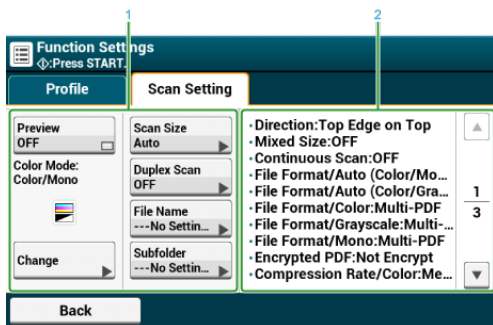 1
2
Function Settings
:Press START.
Profile
Scan Setting
Preview
OFF
Color Mode:
Color/Mono
Change
Scan Size
Auto
Duplex Scan
OFF
File Name
---No Settin...
Subfolder
---No Settin...
・Direction:Top Edge on Top
・Mixed Size:OFF
・Continuous Scan:OFF
・File Format/Auto (Color/Mo...
・File Format/Auto (Color/Gra...
・File Format/Color:Multi-PDF
・File Format/Grayscale:Multi-...
・File Format/Mono:Multi-PDF
・Encrypted PDF:Not Encrypt
・Compression Rate/Color:Me...
1
3
Back